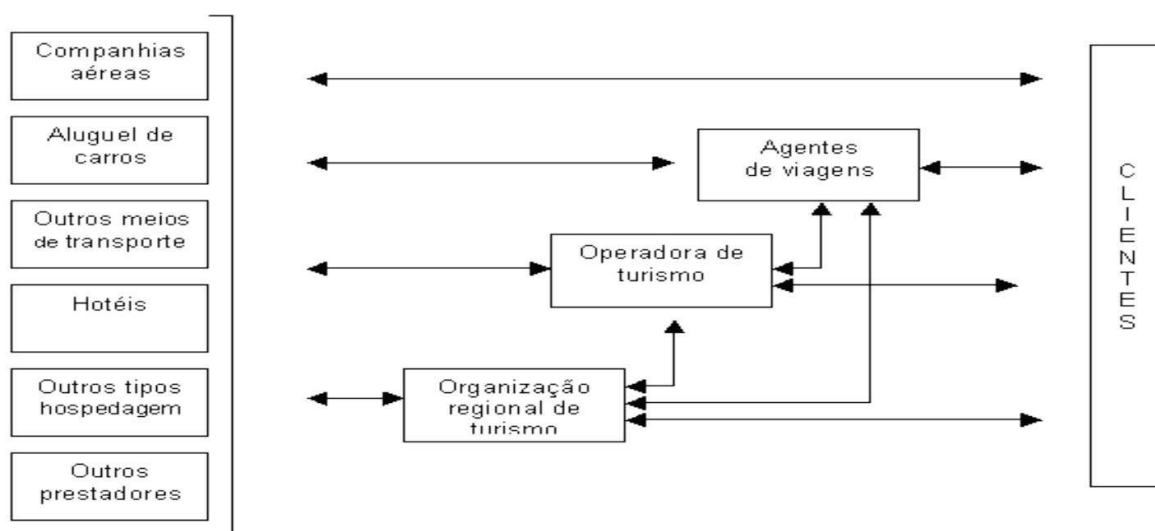 Companhias
aéreas
Aluguel de
carros
Outros meios
de transporte
Hotéis
Outros tipos
hospedagem
Outros
prestadores
Agentes
de viagens
Operadora de
turismo
Organização
regional de
turismo
CLIENTES